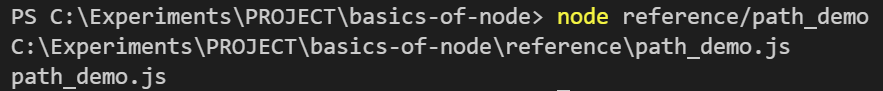 PS C:\Experiments\PROJECT\basics-of-node> node reference/path_demo
C:\Experiments\PROJECT\basics-of-node\reference\path_demo.js
path_demo.js